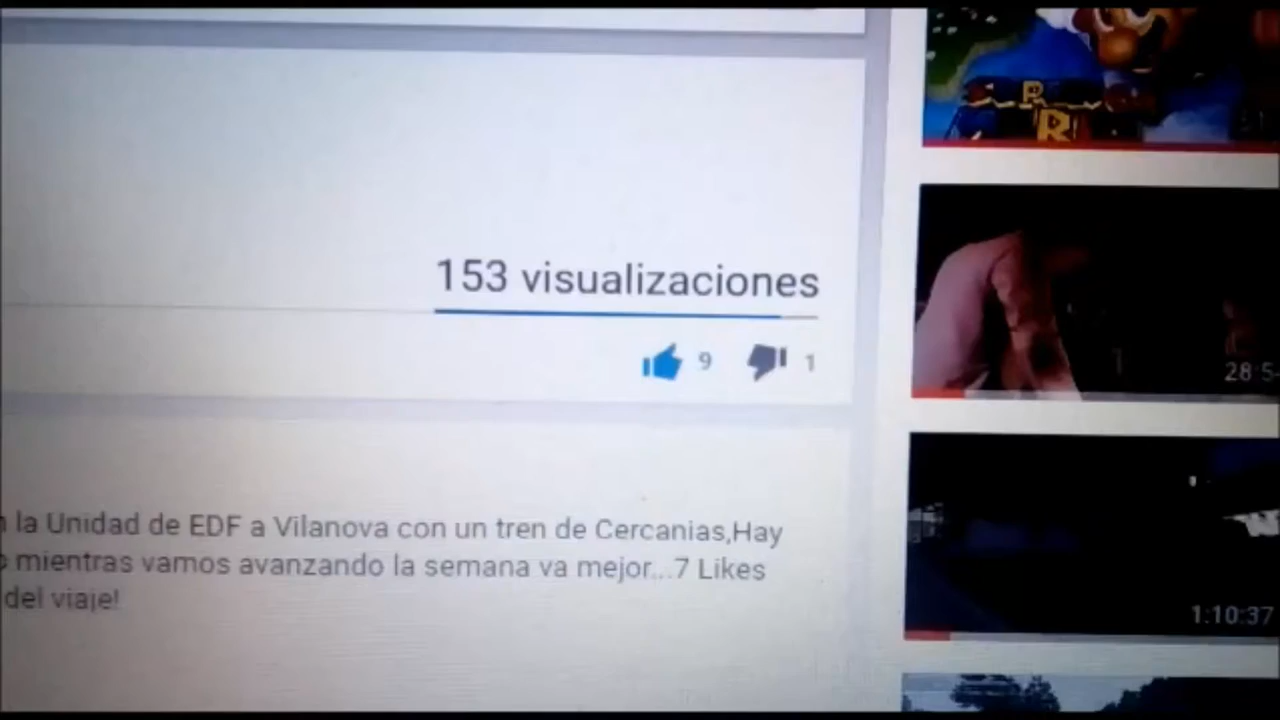 153 visualizaciones
9 1
la Unidad de EDF a Vilanova con un tren de Cercanias,Hay
mientras vamos avanzando la semana va mejor...7 Likes
del viaje!
28:5
1:10:37